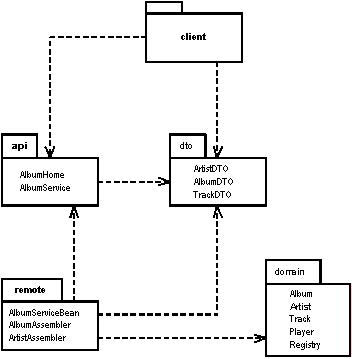 client
api
AlbumHome
AlbumService
dto
ArtistDTO
AlbumDTO
TrackDTO
remote
AlbumServiceBean
AlbumAssembler
ArtistAssembler
domain
Album
Artist
Track
Player
Registry